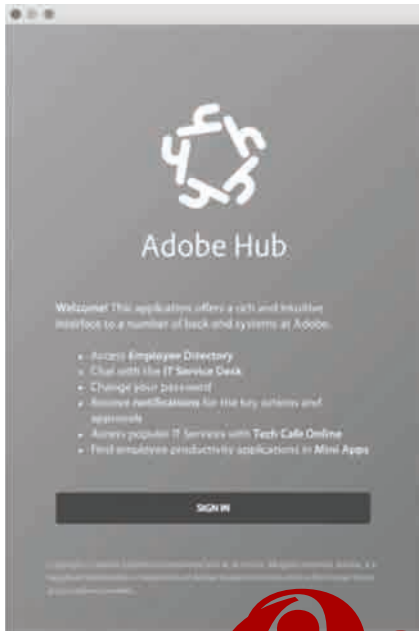 Adobe Hub
Welcome! This application offers a rich and intuitive
interface to a number of back end systems at Adobe.
• Access Employee Directory
• Chat with the IT Service Desk
• Change your password
• Receive notifications for the key actions and
approvals
• Access popular IT Services with Tech Cafe Online
• Find employee productivity applications in Mini Apps
SIGN IN